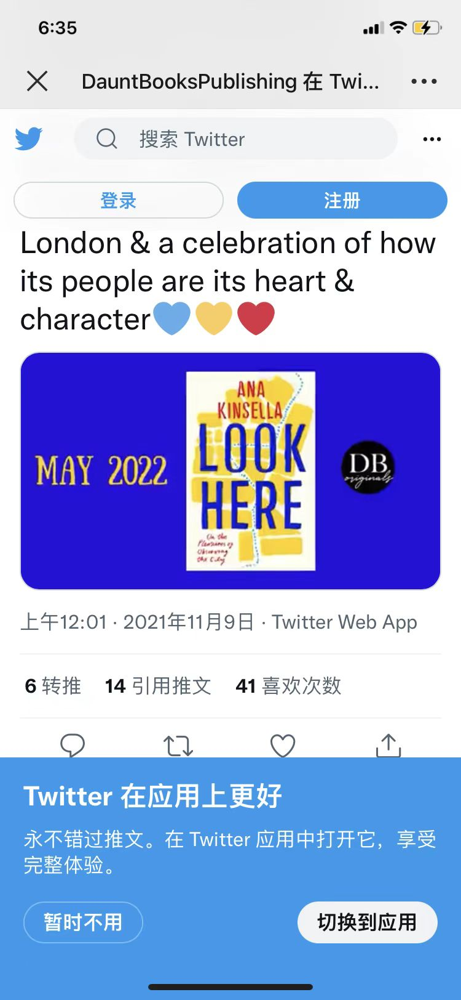 6:35
DauntBooksPublishing 在 Twi...
搜索 Twitter
登录
注册
London & a celebration of how
its people are its heart &
character💙💛❤️
MAY 2022
ANA
KINSELLA
LOOK
HERE
On the
Pleasures of
Observing
the City
DB
originals
上午12:01 · 2021年11月9日 · Twitter Web App
6 转推 14 引用推文 41 喜欢次数
Twitter 在应用上更好
永不错过推文。在 Twitter 应用中打开它，享受
完整体验。
暂时不用
切换到应用